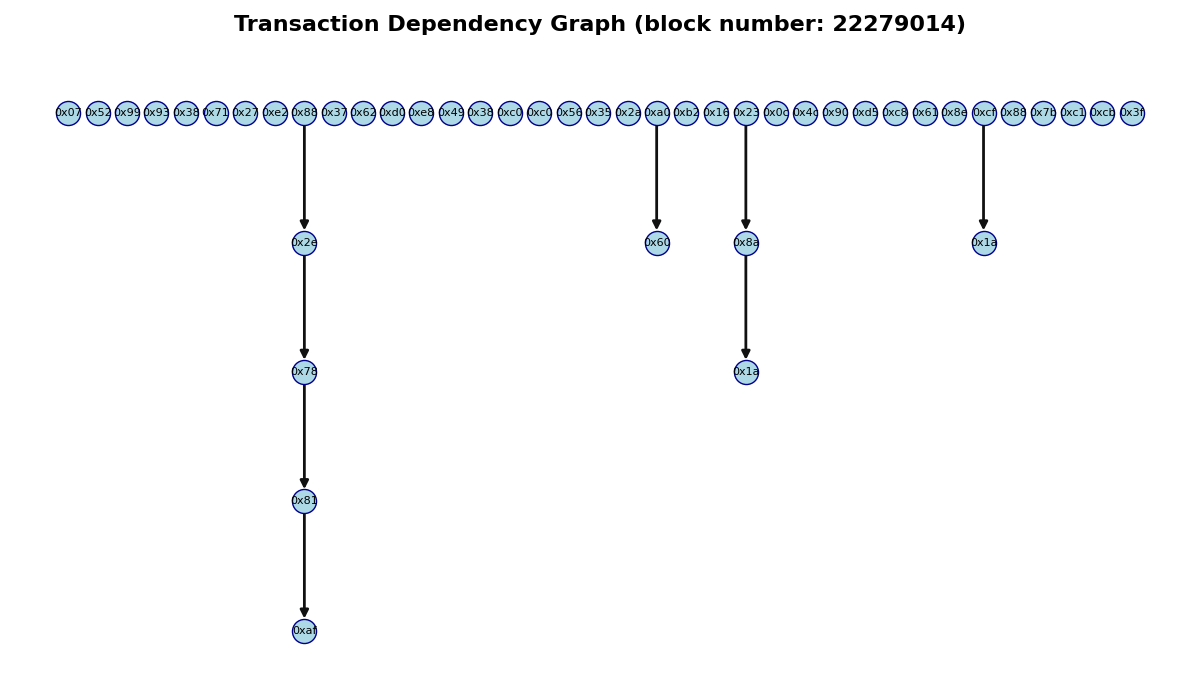 Transaction Dependency Graph (block number: 22279014)
0x07 0x52 0x99 0x93 0x38 0x71 0x27 0xe2 0x88 0x37 0x62 0xd0 0xe8 0x49 0x38 0xc0 0xc0 0x56 0x35 0x2a 0xa0 0xb2 0x16 0x23 0x0c 0x4c 0x90 0xd5 0xc8 0x61 0x8e 0xcf 0x88 0x7b 0xc1 0xcb 0x3f
0x2e 0x60 0x8a 0x1a
0x78 0x1a
0x81
0xaf